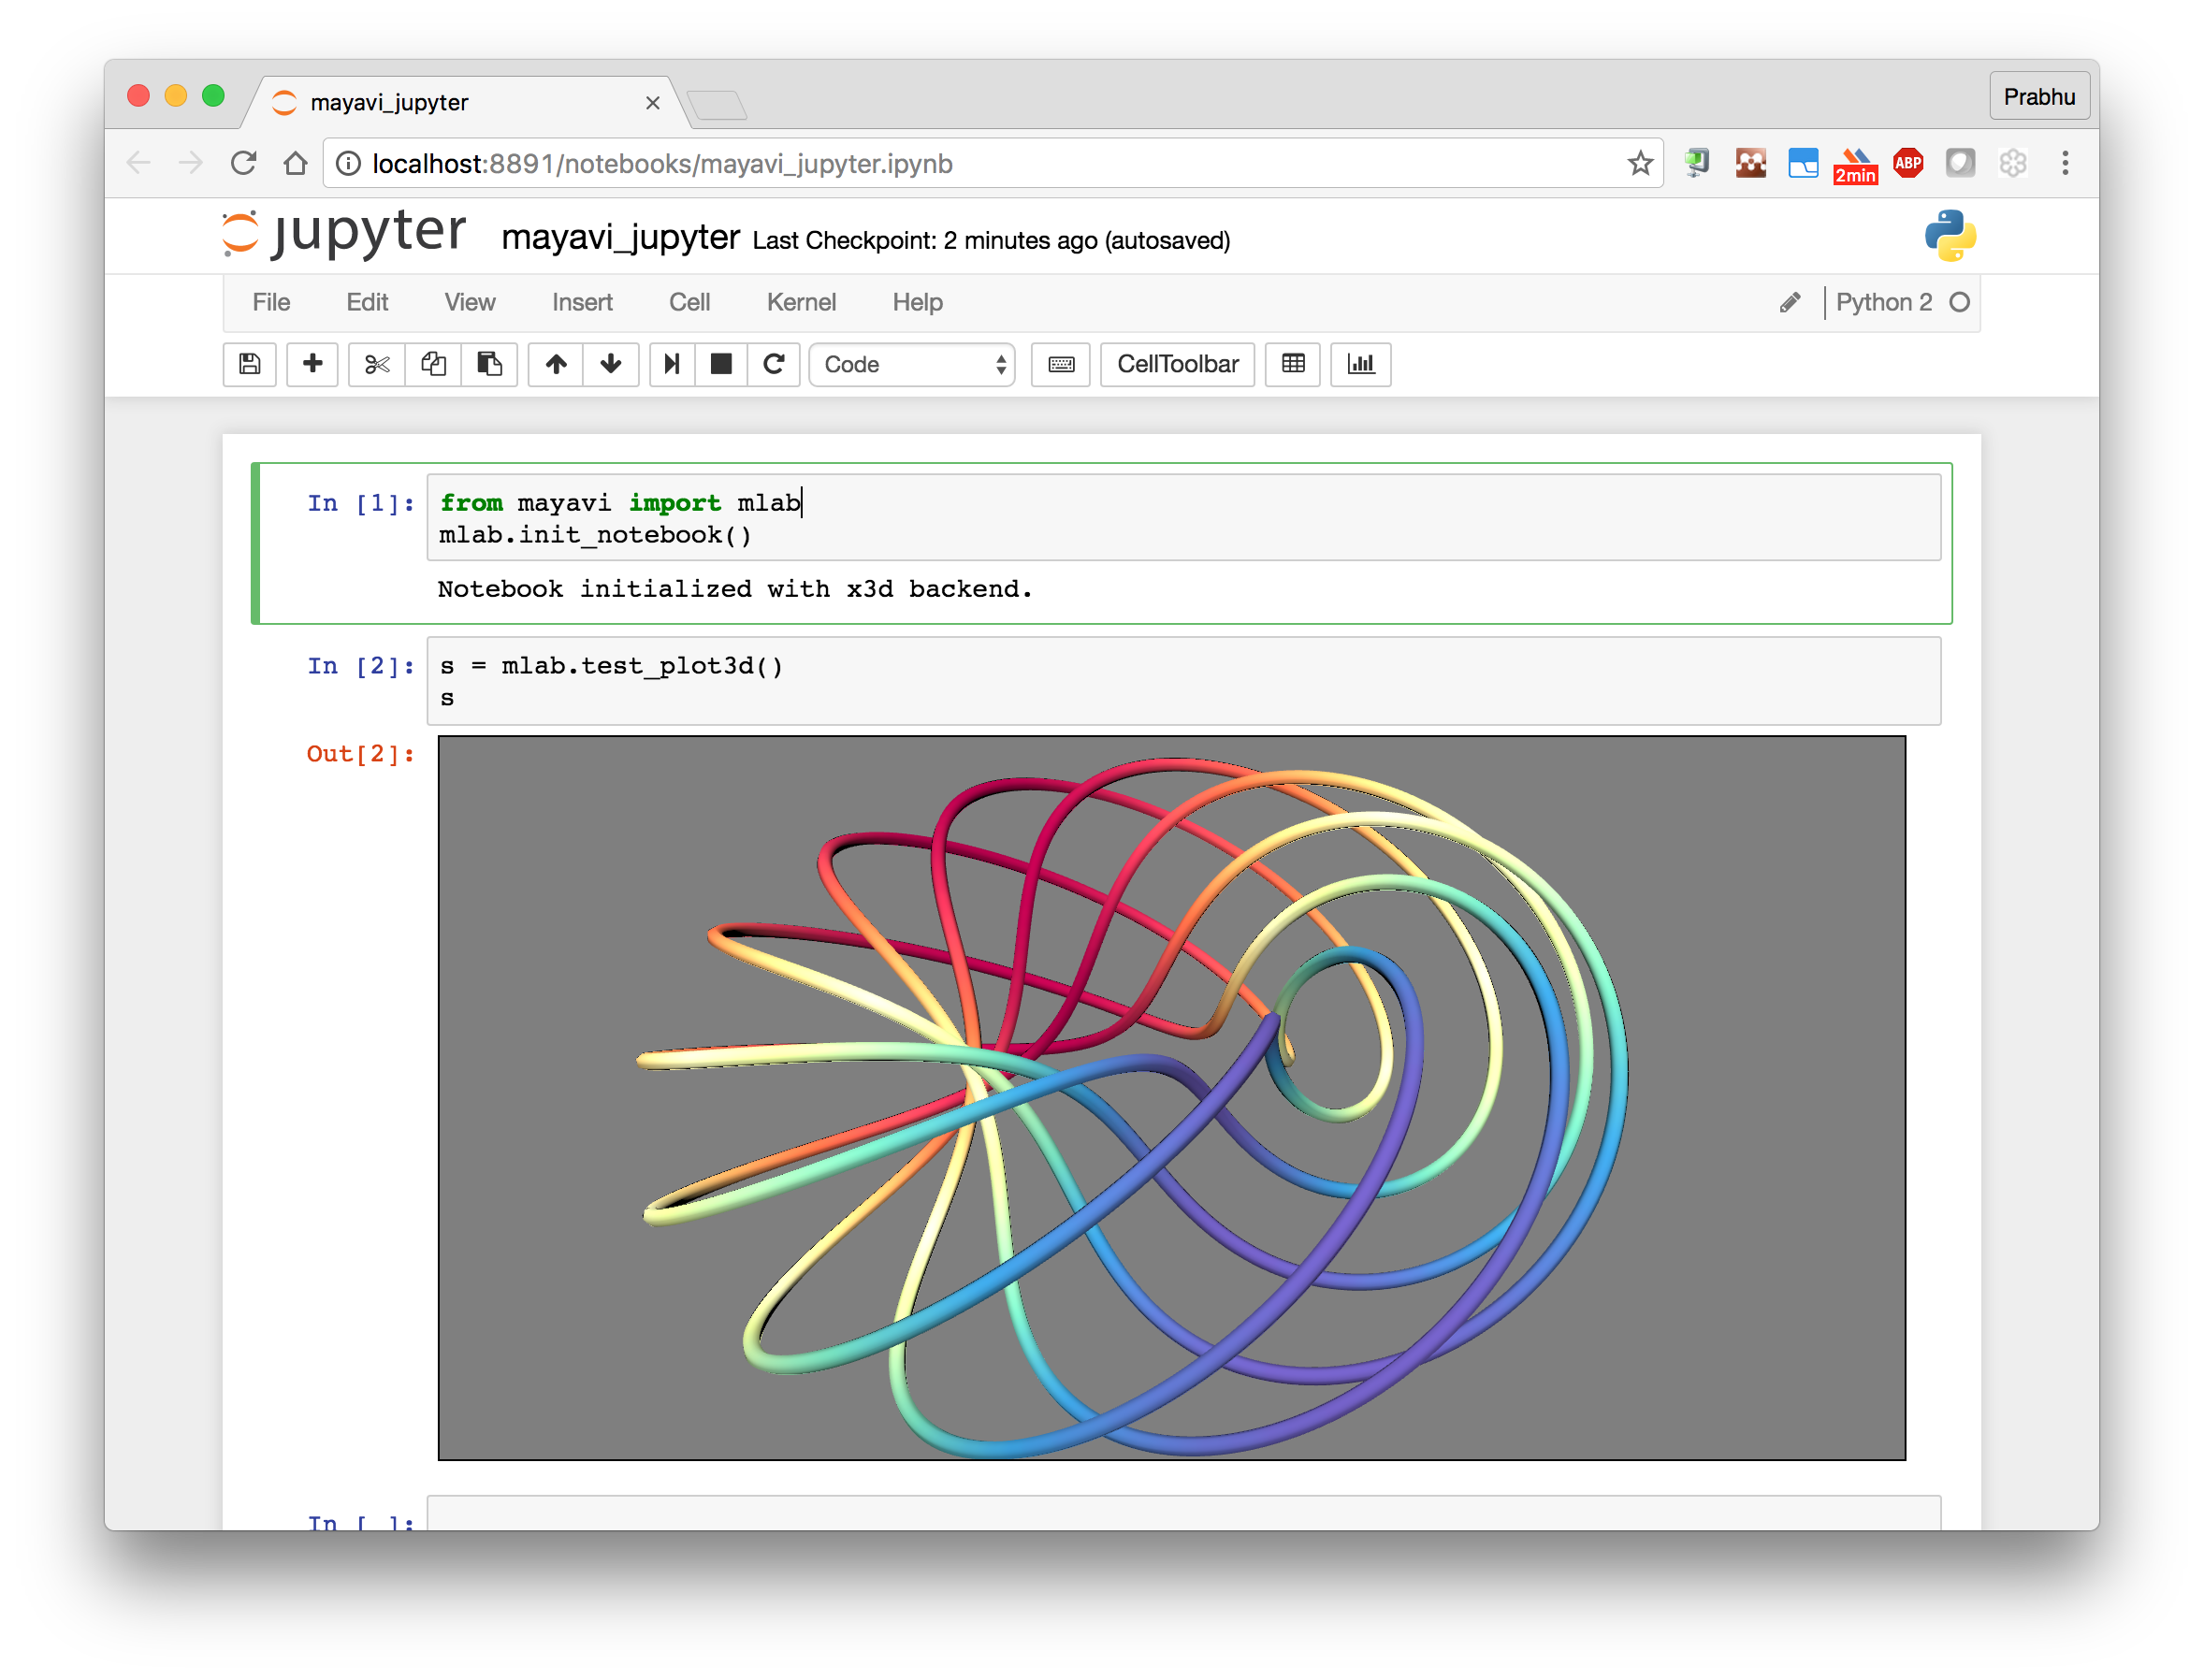 mayavi_jupyter
Prabhu
localhost:8891/notebooks/mayavi_jupyter.ipynb
2min
ABP
jupyter mayavi_jupyter Last Checkpoint: 2 minutes ago (autosaved)
File Edit View Insert Cell Kernel Help Python 2
Code CellToolbar
In [1]: from mayavi import mlab
mlab.init_notebook()
Notebook initialized with x3d backend.
In [2]: s = mlab.test_plot3d()
s
Out[2]:
In [ ]: